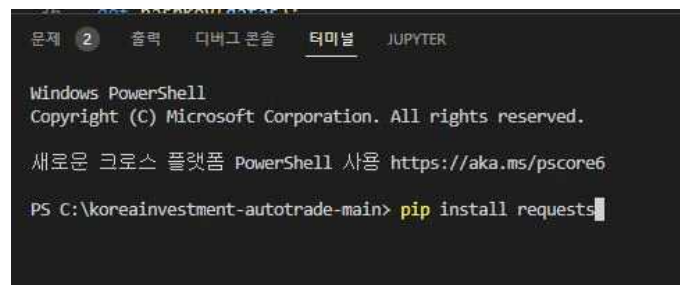 문제 2 출력 디버그 콘솔 터미널 JUPYTER
Windows PowerShell
Copyright (C) Microsoft Corporation. All rights reserved.
새로운 크로스 플랫폼 PowerShell 사용 https://aka.ms/pscore6
PS C:\koreainvestment-autotrade-main> pip install requests